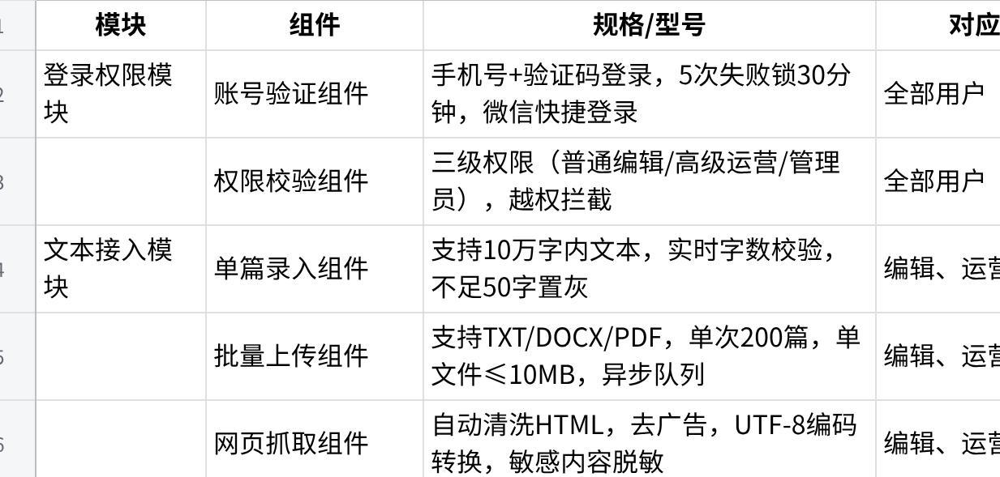 模块 组件 规格/型号 对应
登录权限模
块
账号验证组件
手机号+验证码登录，5次失败锁30分
钟，微信快捷登录
全部用户
2
权限校验组件
三级权限（普通编辑/高级运营/管理
员），越权拦截
全部用户
3
文本接入模
块
单篇录入组件
支持10万字内文本，实时字数校验，
不足50字置灰
编辑、运营
4
批量上传组件
支持TXT/DOCX/PDF，单次200篇，单
文件≤10MB，异步队列
编辑、运营
5
网页抓取组件
自动清洗HTML，去广告，UTF-8编码
转换，敏感内容脱敏
编辑、运营
6